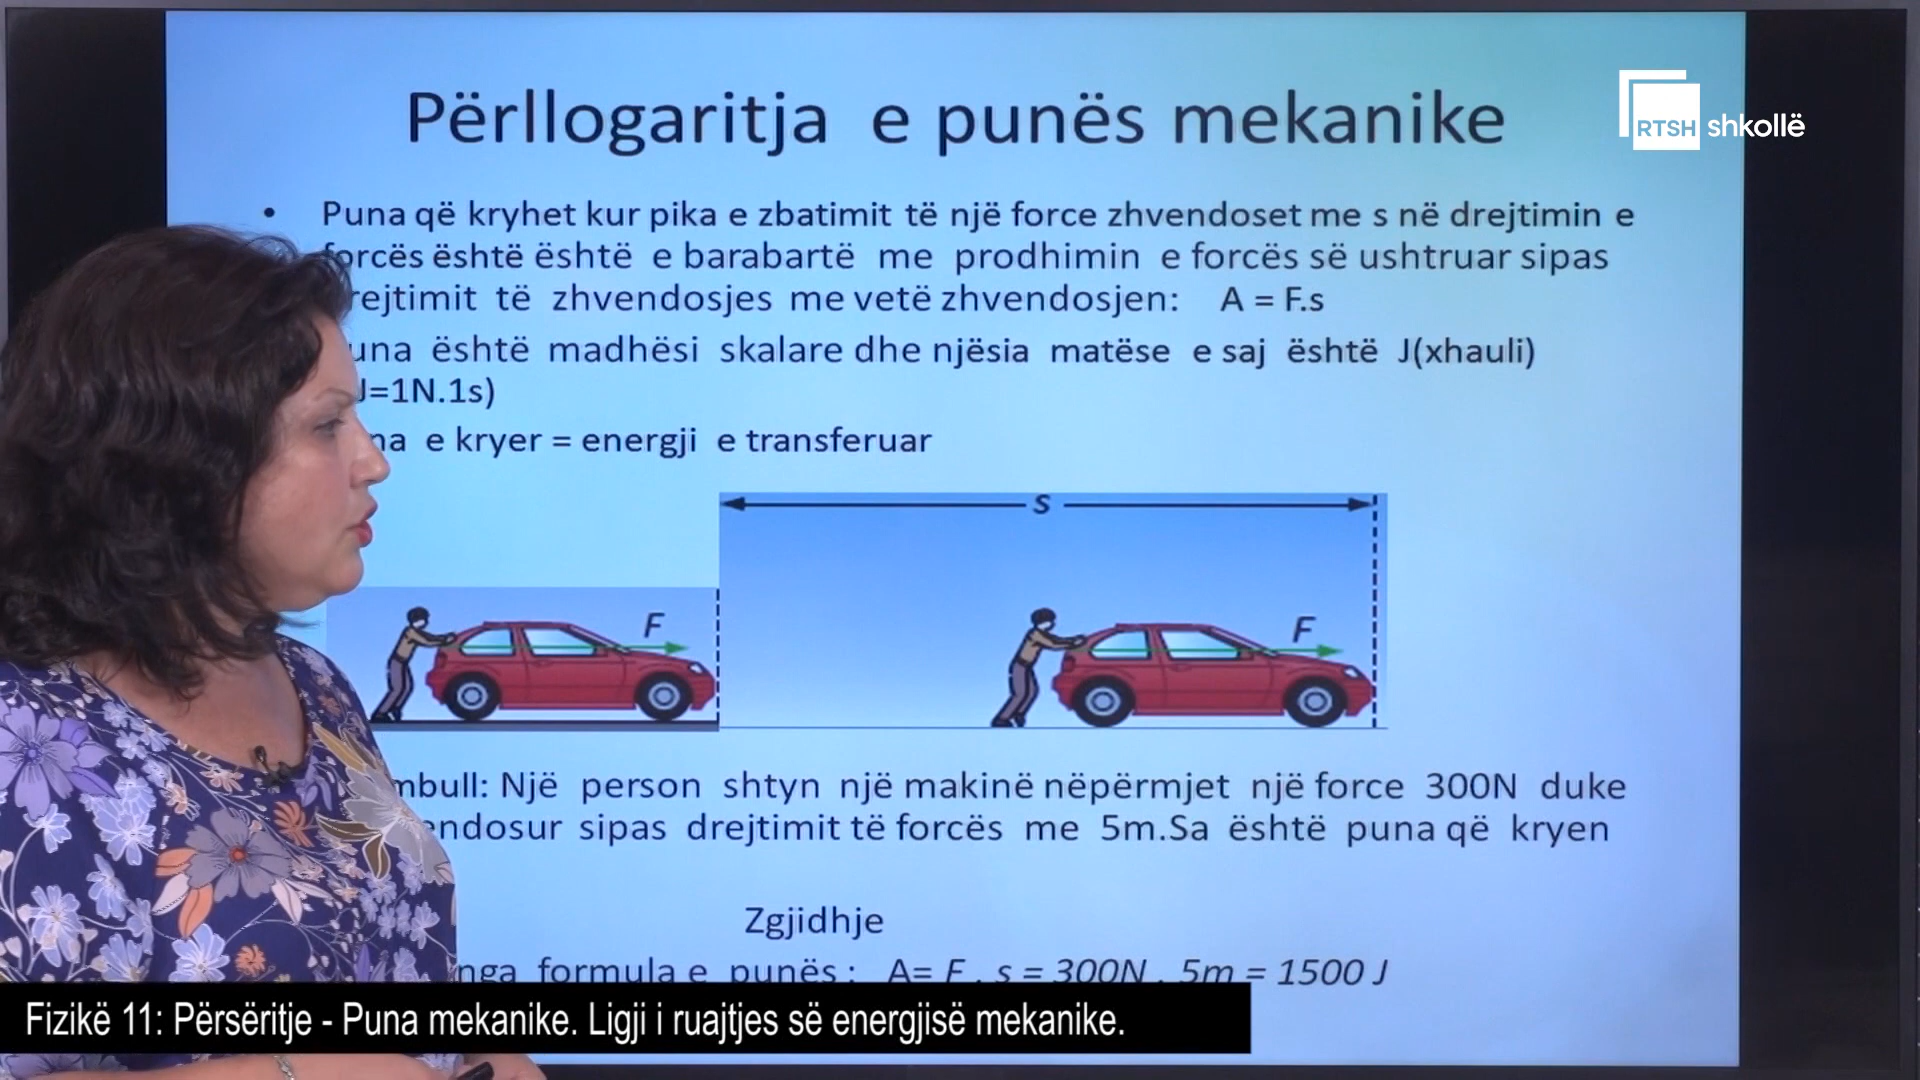 Përllogaritja e punës mekanike
RTSH shkollë
• Puna që kryhet kur pika e zbatimit të një force zhvendoset me s në drejtimin e
forcës është është e barabartë me prodhimin e forcës së ushtruar sipas
rejtimit të zhvendosjes me vetë zhvendosjen: A = F.s
una është madhësi skalare dhe njësia matëse e saj është J(xhauli)
J=1N.1s)
na e kryer = energji e transferuar
s
F
F
mbull: Një person shtyn një makinë nëpërmjet një force 300N duke
endosur sipas drejtimit të forcës me 5m.Sa është puna që kryen
Zgjidhje
nga formula e punës : A= F . s = 300N . 5m = 1500 J
Fizikë 11: Përsëritje - Puna mekanike. Ligji i ruajtjes së energjisë mekanike.